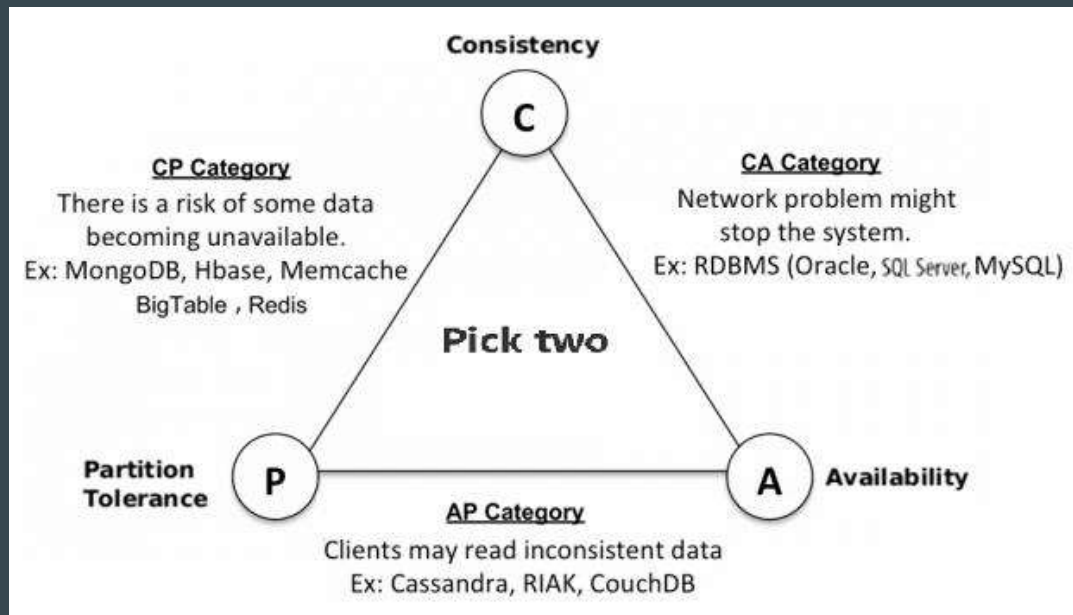 Consistency
C
CP Category
There is a risk of some data
becoming unavailable.
Ex: MongoDB, Hbase, Memcache
BigTable , Redis
CA Category
Network problem might
stop the system.
Ex: RDBMS (Oracle, SQL Server, MySQL)
Pick two
Partition
Tolerance
P
A
Availability
AP Category
Clients may read inconsistent data
Ex: Cassandra, RIAK, CouchDB